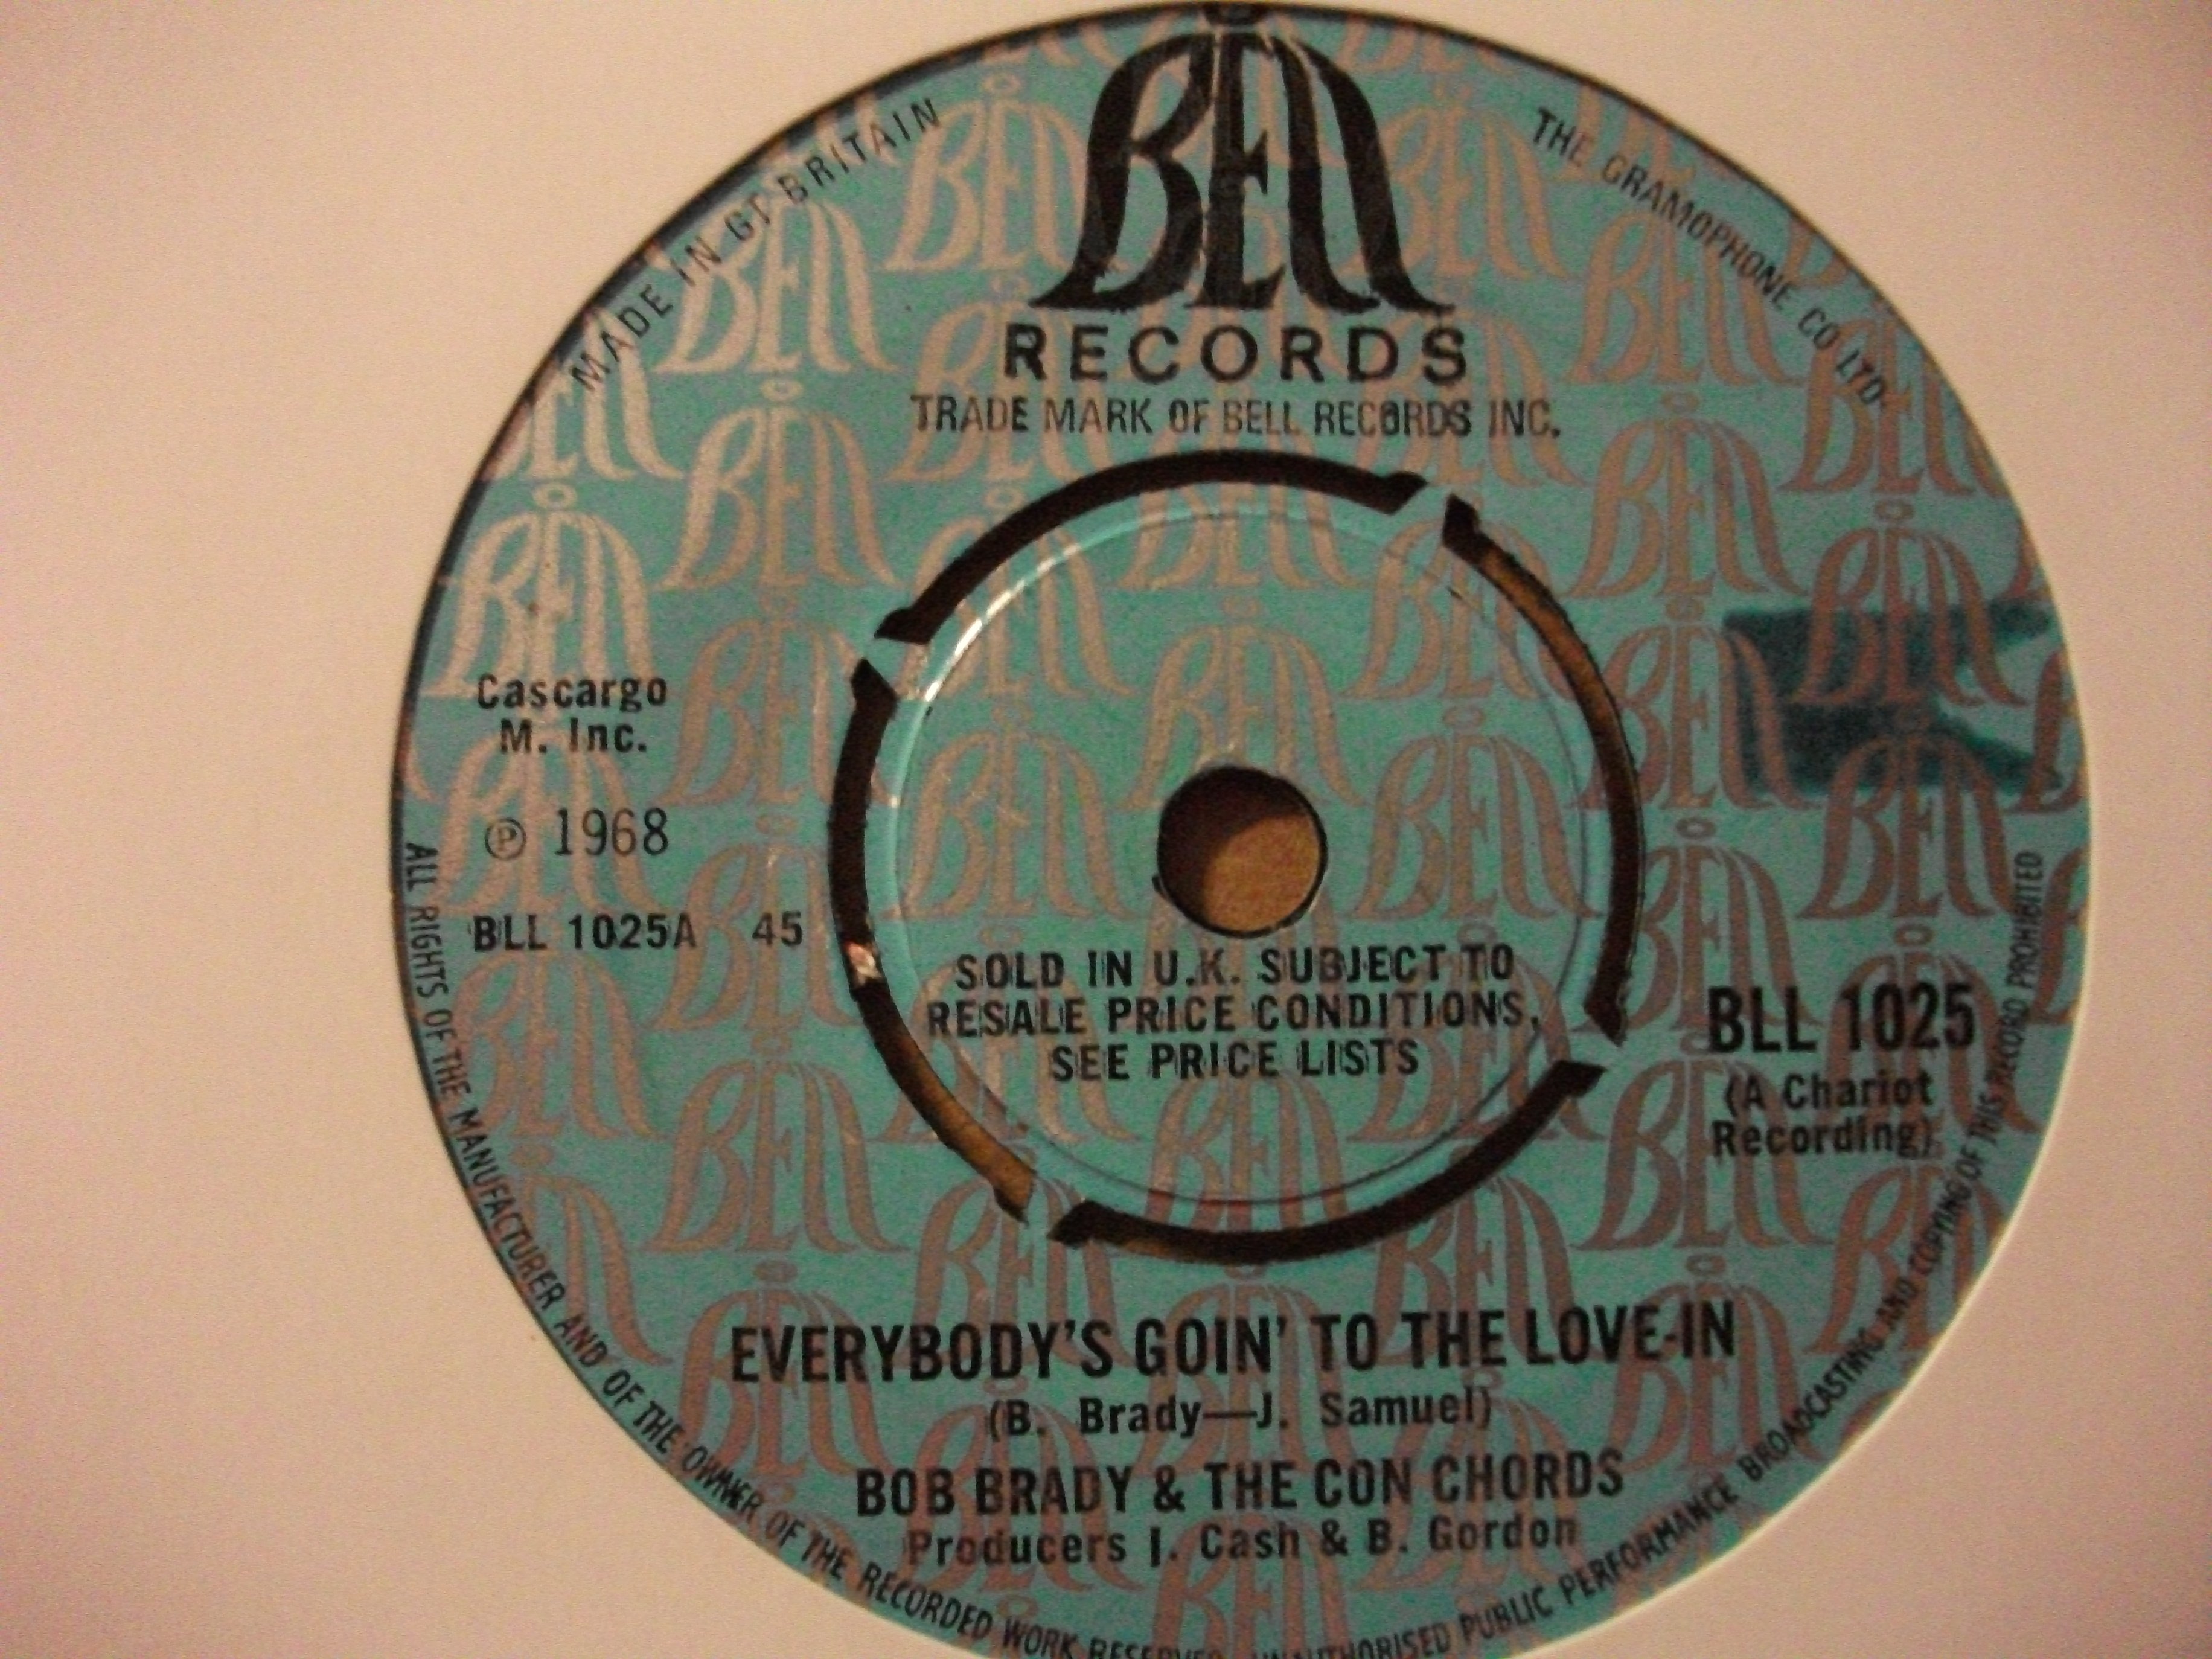 BELL
RECORDS
TRADE MARK OF BELL RECORDS INC.
MADE IN GT BRITAIN
THE GRAMOPHONE CO LTD
Cascargo
M. Inc.
℗ 1968
BLL 1025A 45
SOLD IN U.K. SUBJECT TO
RESALE PRICE CONDITIONS,
SEE PRICE LISTS
BLL 1025
(A Chariot
Recording)
EVERYBODY'S GOIN' TO THE LOVE-IN
(B. Brady—J. Samuel)
BOB BRADY & THE CON CHORDS
Producers J. Cash & B. Gordon
ALL RIGHTS OF THE MANUFACTURER AND OF THE OWNER OF THE RECORDED WORK RESERVED UNAUTHORISED PUBLIC PERFORMANCE BROADCASTING AND COPYING OF THIS RECORD PROHIBITED